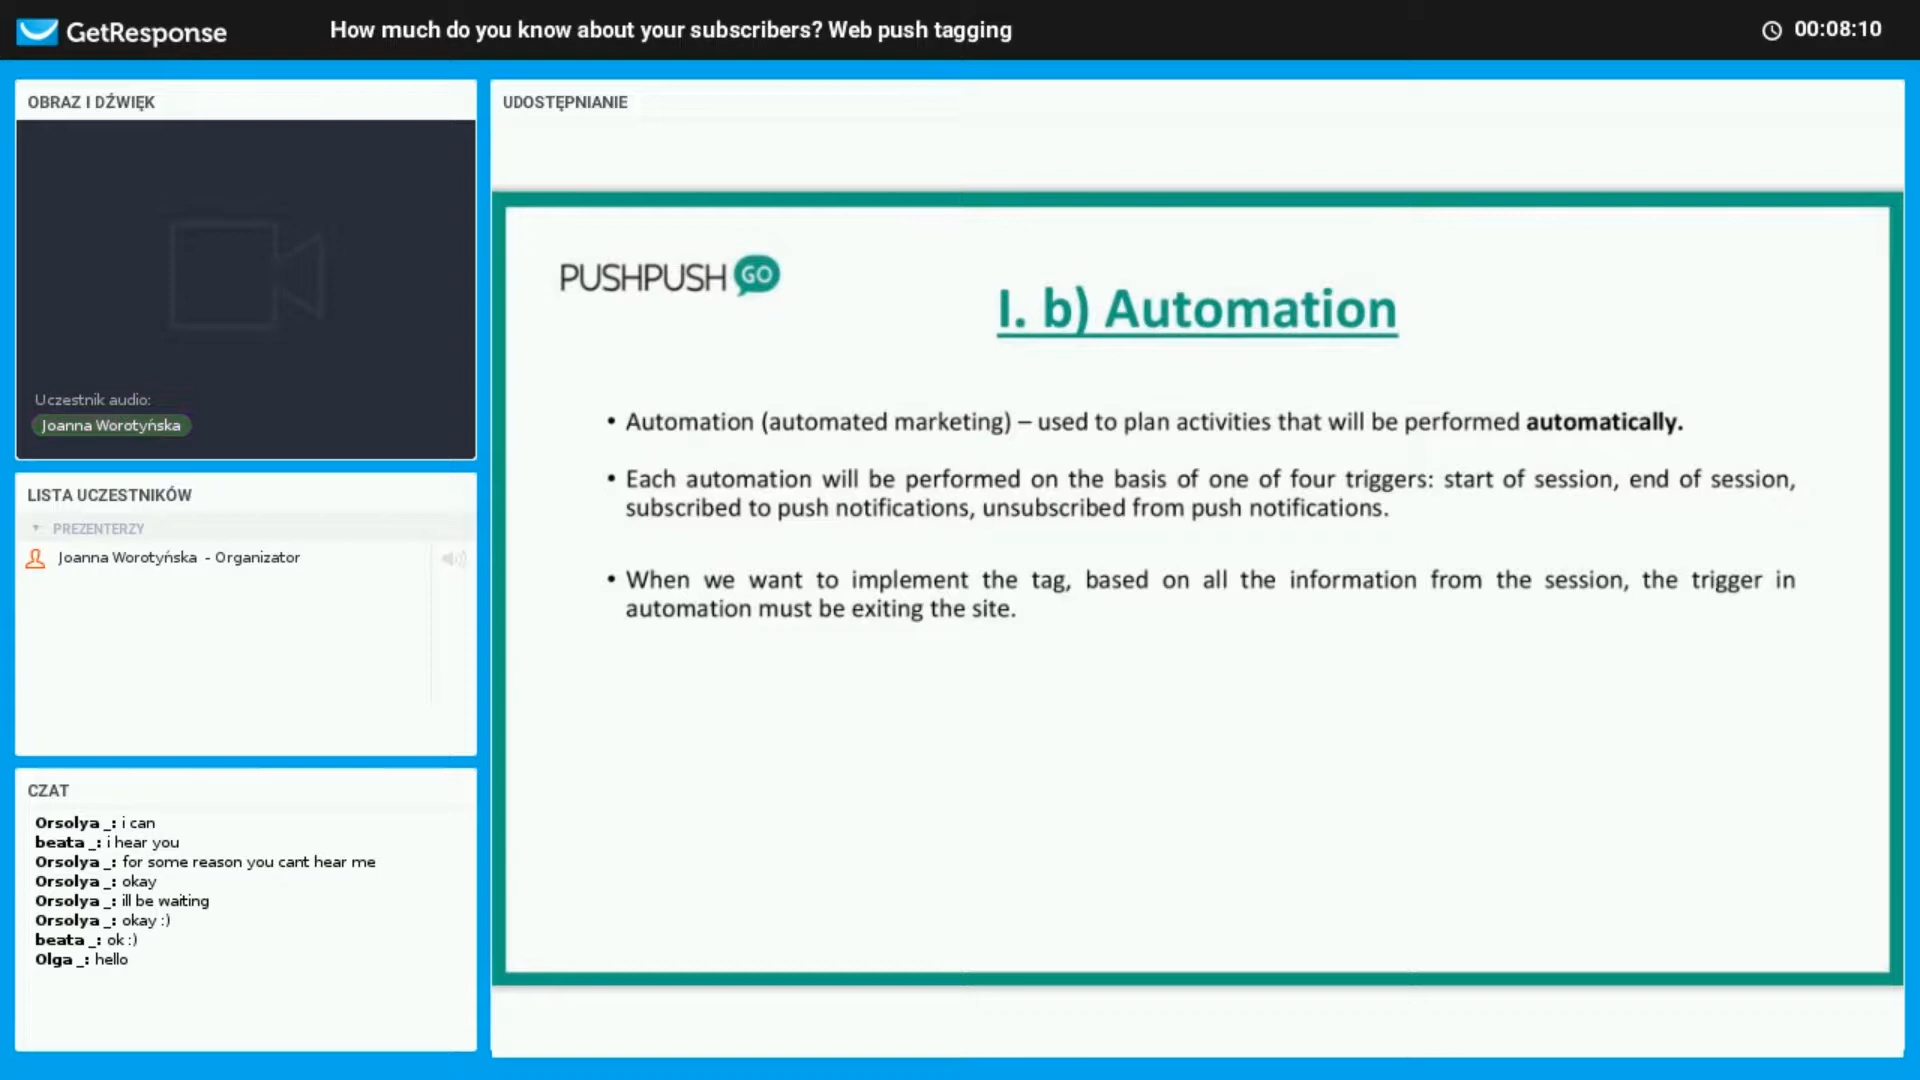 GetResponse
How much do you know about your subscribers? Web push tagging
00:08:10
OBRAZ I DŹWIĘK
Uczestnik audio:
Joanna Worotyńska
LISTA UCZESTNIKÓW
PREZENTERZY
Joanna Worotyńska - Organizator
CZAT
Orsolya _: i can
beata _: i hear you
Orsolya _: for some reason you cant hear me
Orsolya _: okay
Orsolya _: ill be waiting
Orsolya _: okay :)
beata _: ok :)
Olga _: hello
UDOSTĘPNIANIE
PUSHPUSH GO
I. b) Automation
• Automation (automated marketing) – used to plan activities that will be performed automatically.
• Each automation will be performed on the basis of one of four triggers: start of session, end of session,
subscribed to push notifications, unsubscribed from push notifications.
• When we want to implement the tag, based on all the information from the session, the trigger in
automation must be exiting the site.